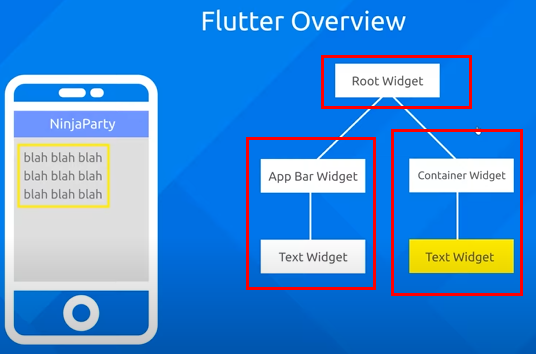 Flutter Overview
Root Widget
NinjaParty
blah blah blah
blah blah blah
blah blah blah
App Bar Widget
Container Widget
Text Widget
Text Widget